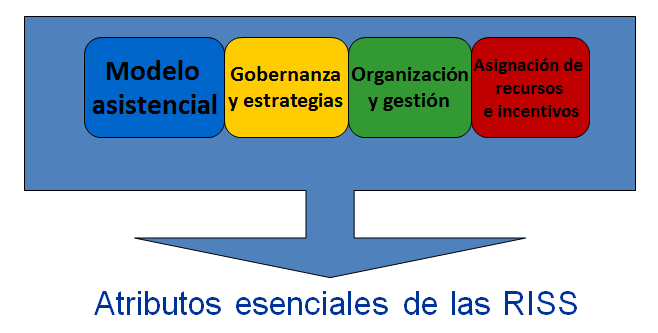 Modelo
asistencial
Gobernanza
y estrategias
Organización
y gestión
Asignación de
recursos
e incentivos
Atributos esenciales de las RISS